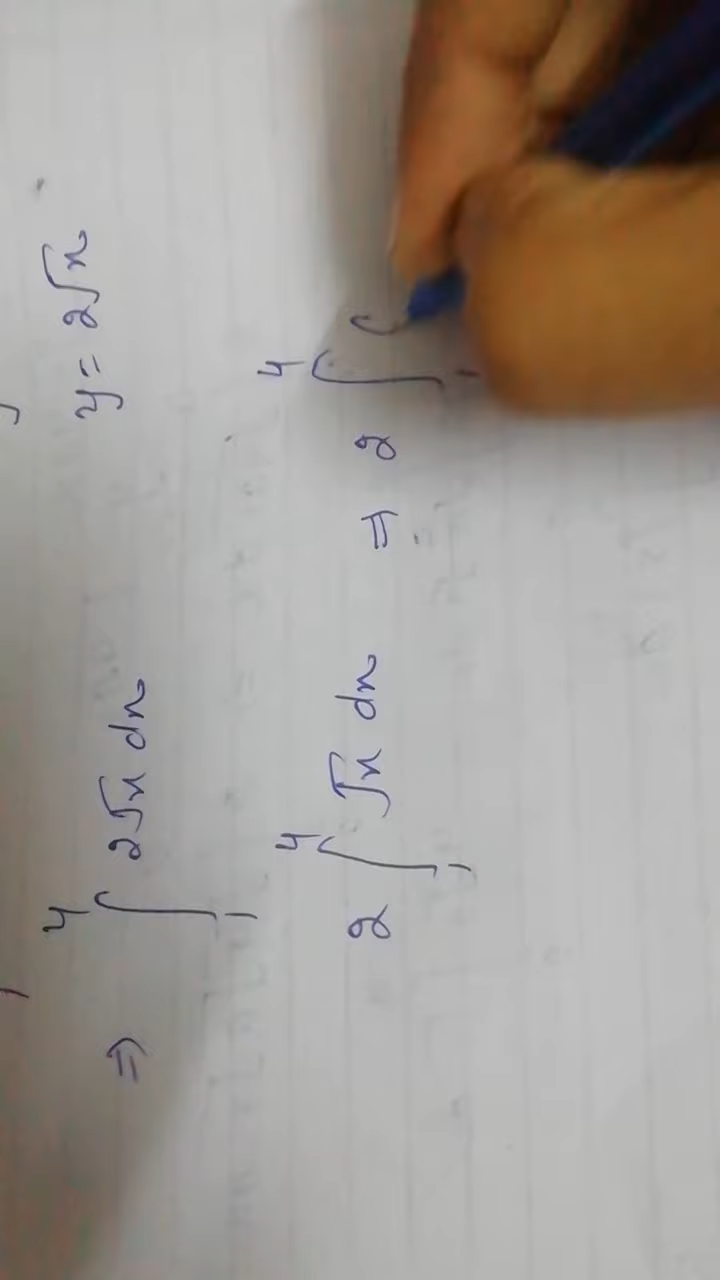 y = 2√x
⇒ ∫₁⁴ 2√x dx
2 ∫₁⁴ √x dx ⇒ 2 ∫₁⁴ (